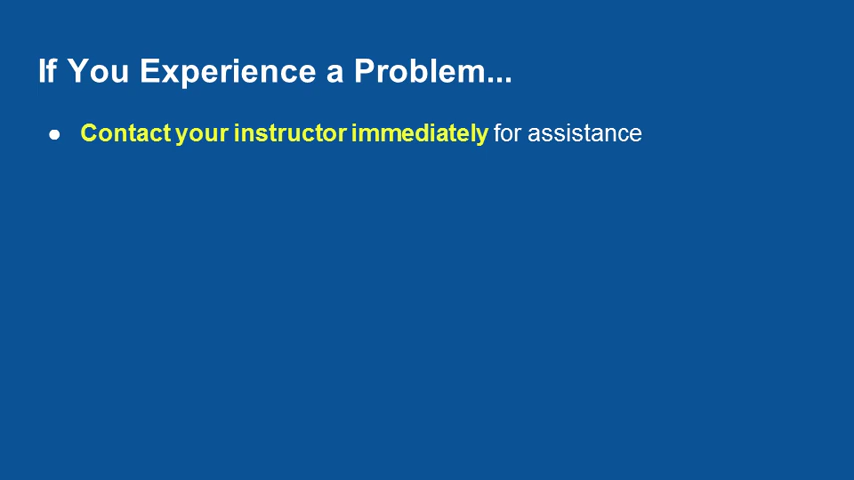 If You Experience a Problem...
● Contact your instructor immediately for assistance